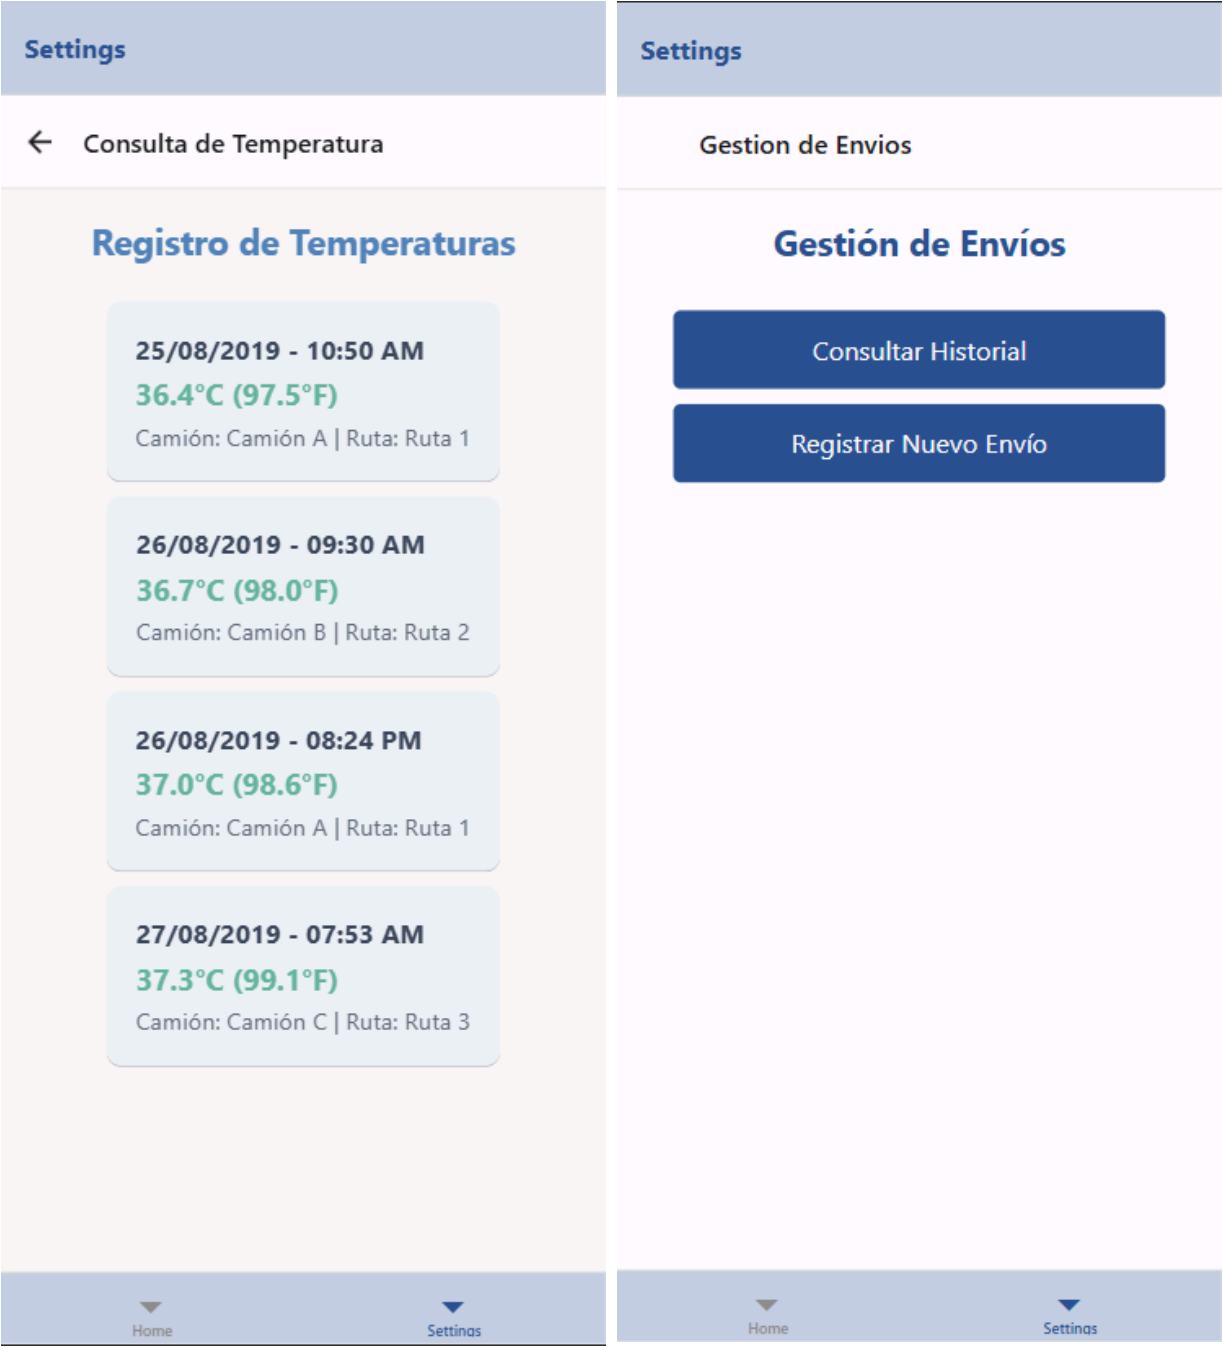 Settings
Consulta de Temperatura
Registro de Temperaturas
25/08/2019 - 10:50 AM
36.4°C (97.5°F)
Camión: Camión A | Ruta: Ruta 1
26/08/2019 - 09:30 AM
36.7°C (98.0°F)
Camión: Camión B | Ruta: Ruta 2
26/08/2019 - 08:24 PM
37.0°C (98.6°F)
Camión: Camión A | Ruta: Ruta 1
27/08/2019 - 07:53 AM
37.3°C (99.1°F)
Camión: Camión C | Ruta: Ruta 3
Home
Settings
Settings
Gestion de Envios
Gestión de Envíos
Consultar Historial
Registrar Nuevo Envío
Home
Settings